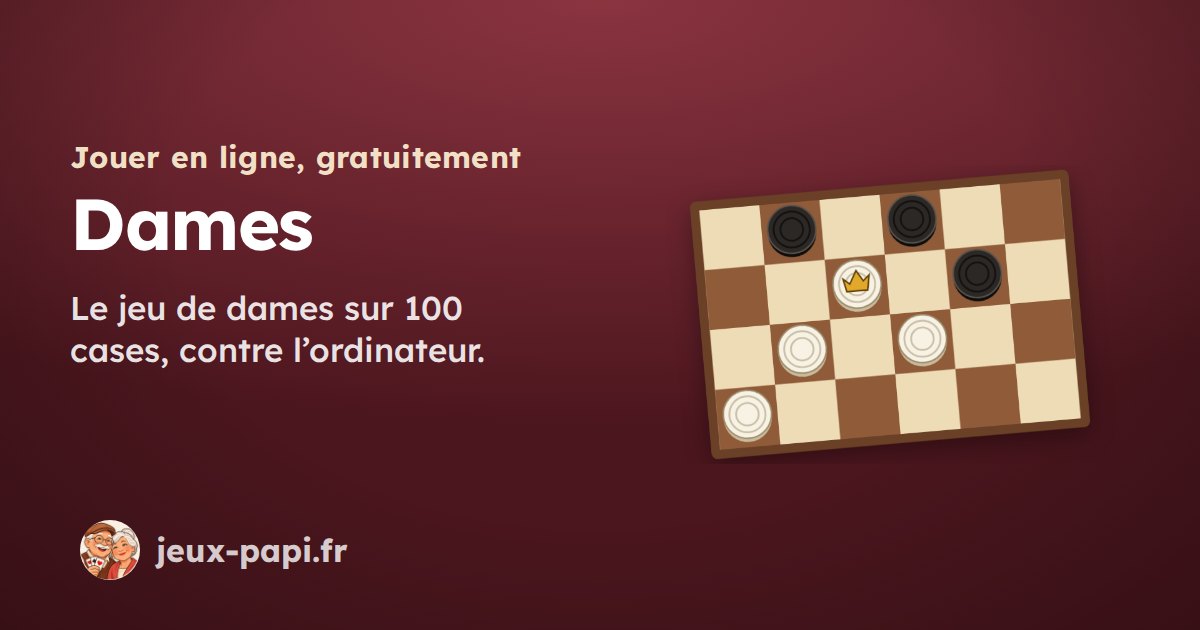 Jouer en ligne, gratuitement
Dames
Le jeu de dames sur 100
cases, contre l’ordinateur.
jeux-papi.fr